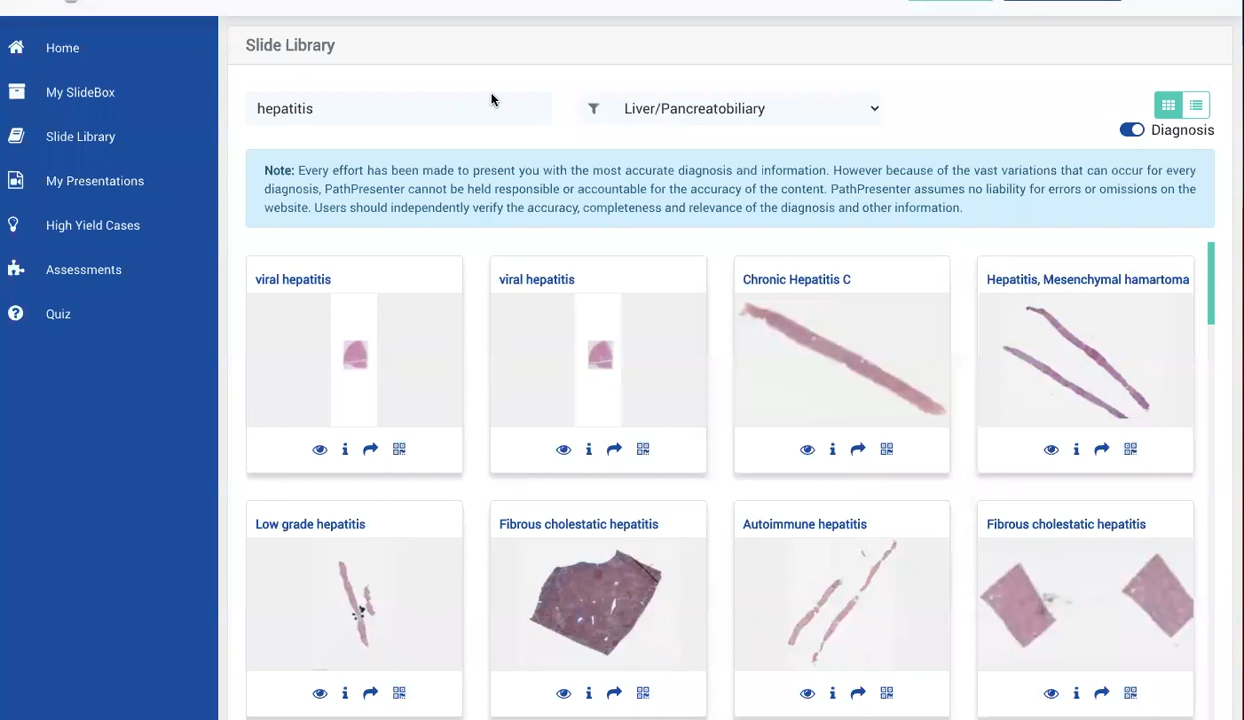 Slide Library
Home
My SlideBox
Slide Library
My Presentations
High Yield Cases
Assessments
Quiz
hepatitis
Liver/Pancreatobiliary
Diagnosis
Note: Every effort has been made to present you with the most accurate diagnosis and information. However because of the vast variations that can occur for every
diagnosis, PathPresenter cannot be held responsible or accountable for the accuracy of the content. PathPresenter assumes no liability for errors or omissions on the
website. Users should independently verify the accuracy, completeness and relevance of the diagnosis and other information.
viral hepatitis
viral hepatitis
Chronic Hepatitis C
Hepatitis, Mesenchymal hamartoma
Low grade hepatitis
Fibrous cholestatic hepatitis
Autoimmune hepatitis
Fibrous cholestatic hepatitis